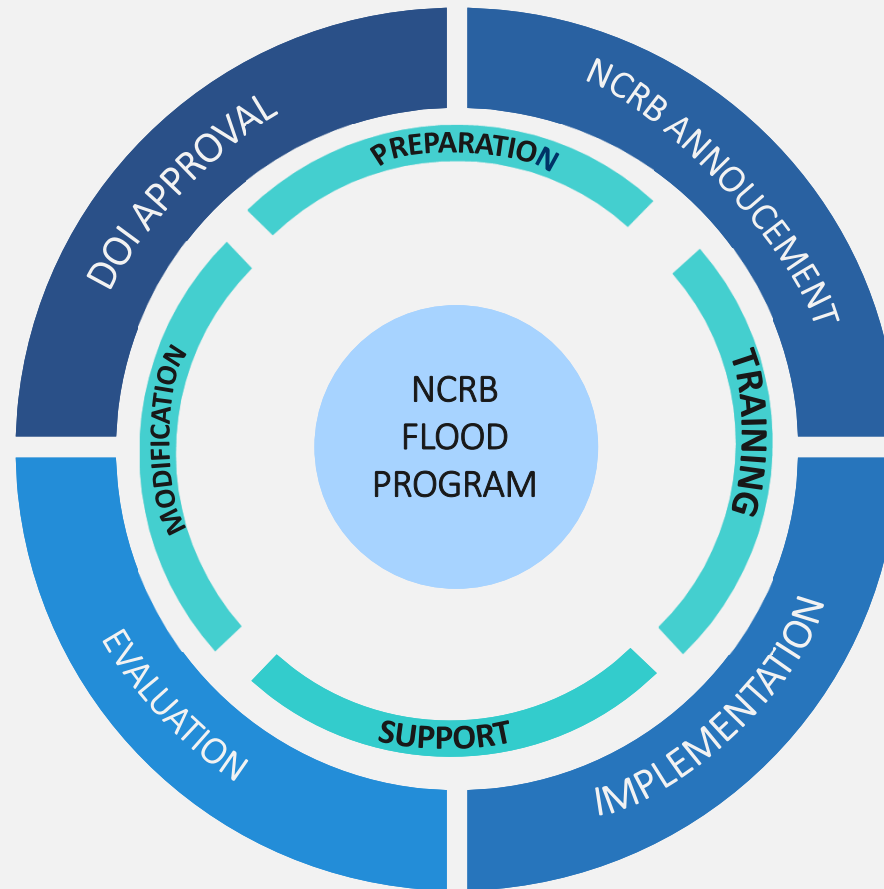 DOI APPROVAL
NCRB ANNOUCEMENT
PREPARATION
TRAINING
MODIFICATION
NCRB
FLOOD
PROGRAM
SUPPORT
EVALUATION
IMPLEMENTATION